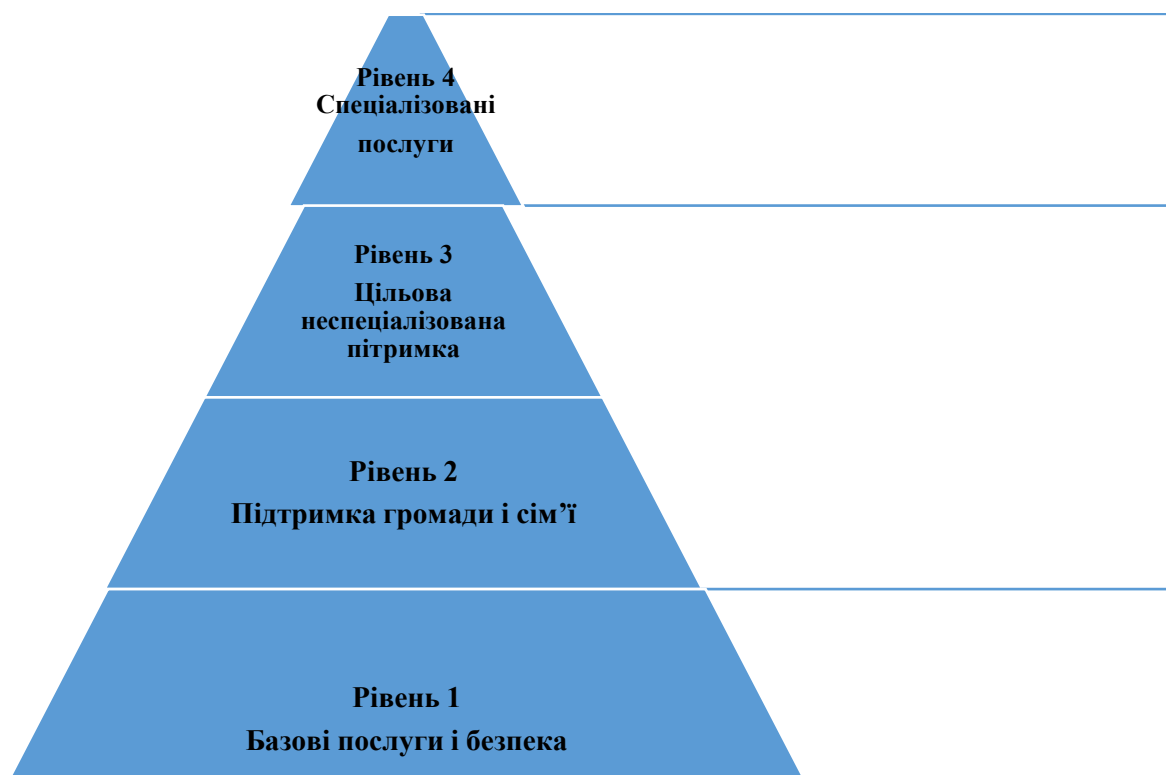 Рівень 4
Спеціалізовані
послуги
Рівень 3
Цільова
неспеціалізована
пітримка
Рівень 2
Підтримка громади і сім’ї
Рівень 1
Базові послуги і безпека